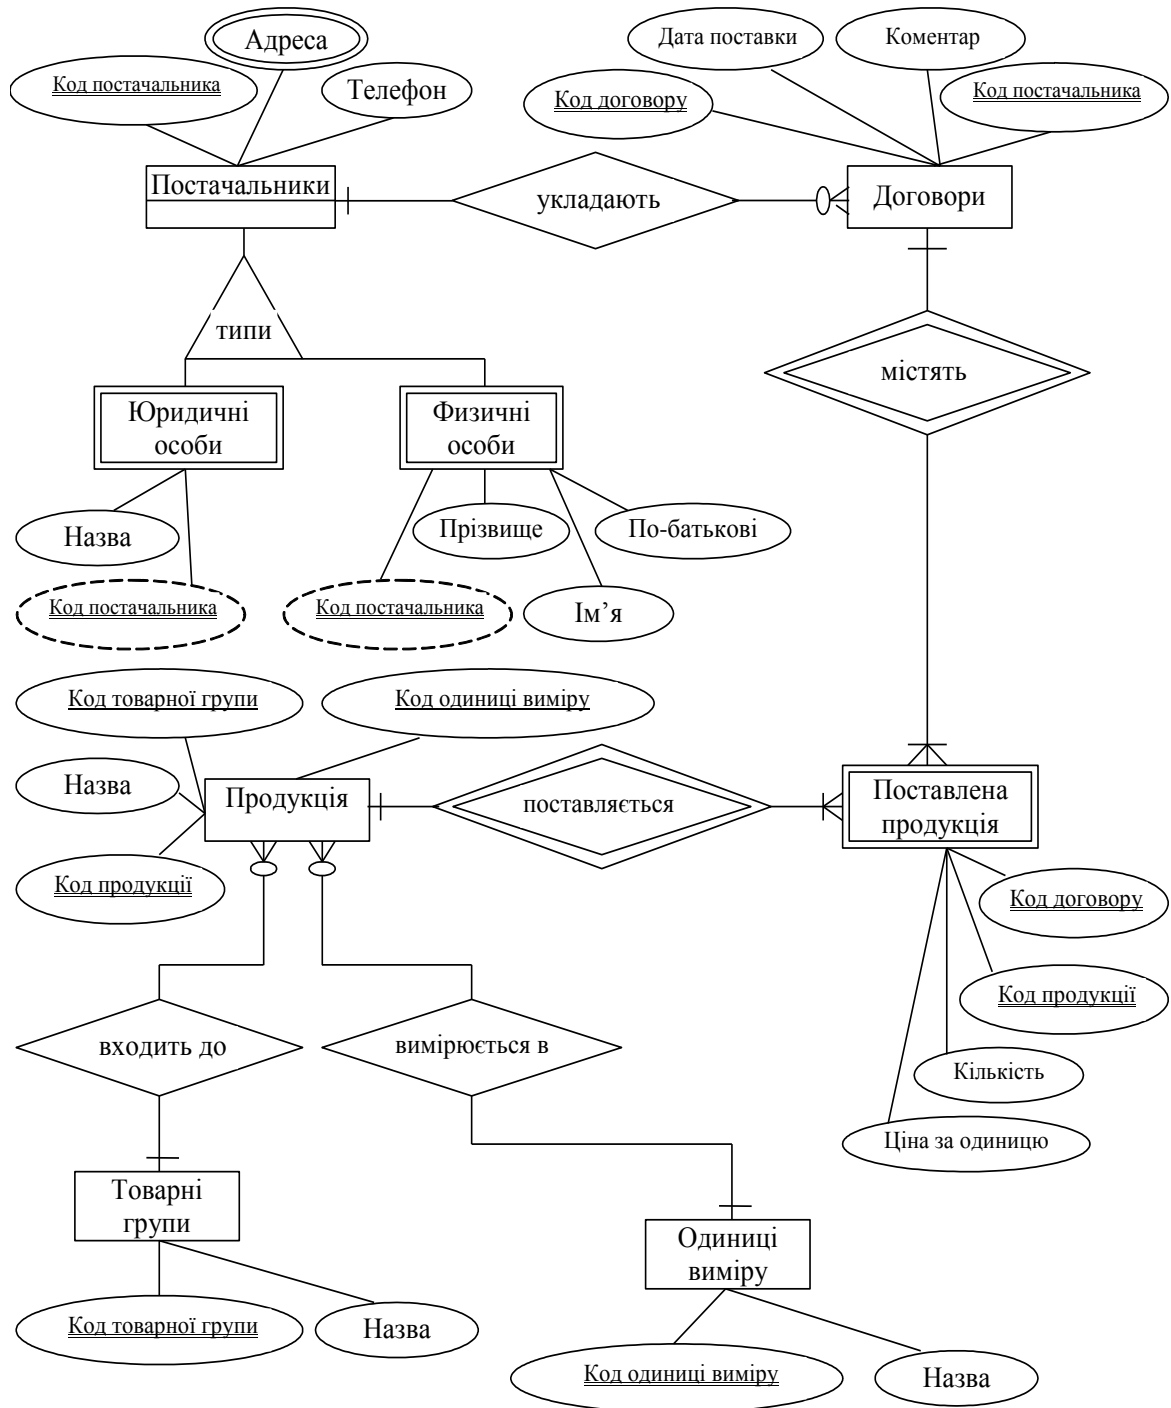 Адреса
Дата поставки
Коментар
Код постачальника
Телефон
Код договору
Код постачальника
Постачальники
укладають
Договори
типи
містять
Юридичні
особи
Физичні
особи
Назва
Прізвище
По-батькові
Код постачальника
Код постачальника
Ім’я
Код товарної групи
Код одиниці виміру
Назва
Продукція
поставляється
Поставлена
продукція
Код продукції
Код договору
Код продукції
входить до
вимірюється в
Кількість
Ціна за одиницю
Товарні
групи
Одиниці
виміру
Код товарної групи
Назва
Код одиниці виміру
Назва